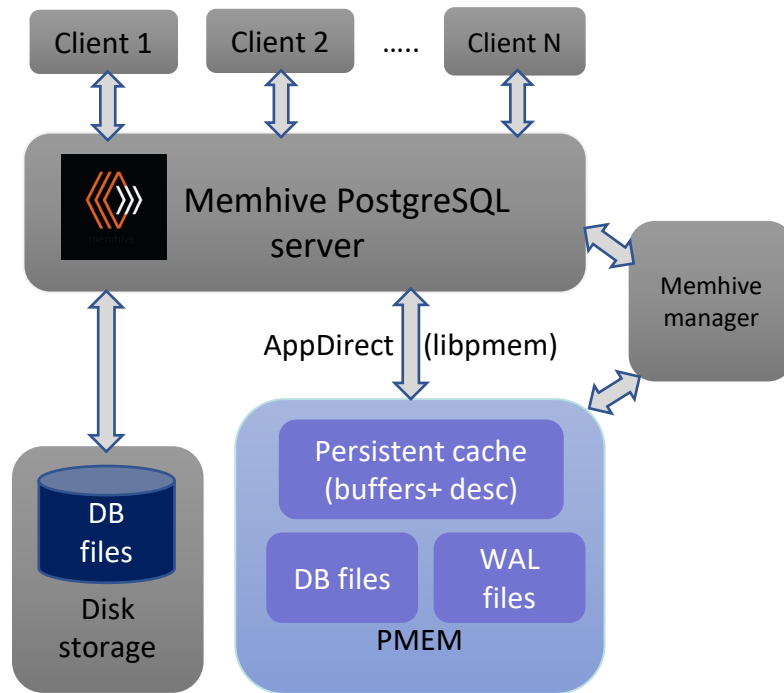 Client 1
Client 2
.....
Client N
memhive
Memhive PostgreSQL
server
Memhive
manager
AppDirect (libpmem)
Persistent cache
(buffers+ desc)
DB
files
DB files
WAL
files
Disk
storage
PMEM